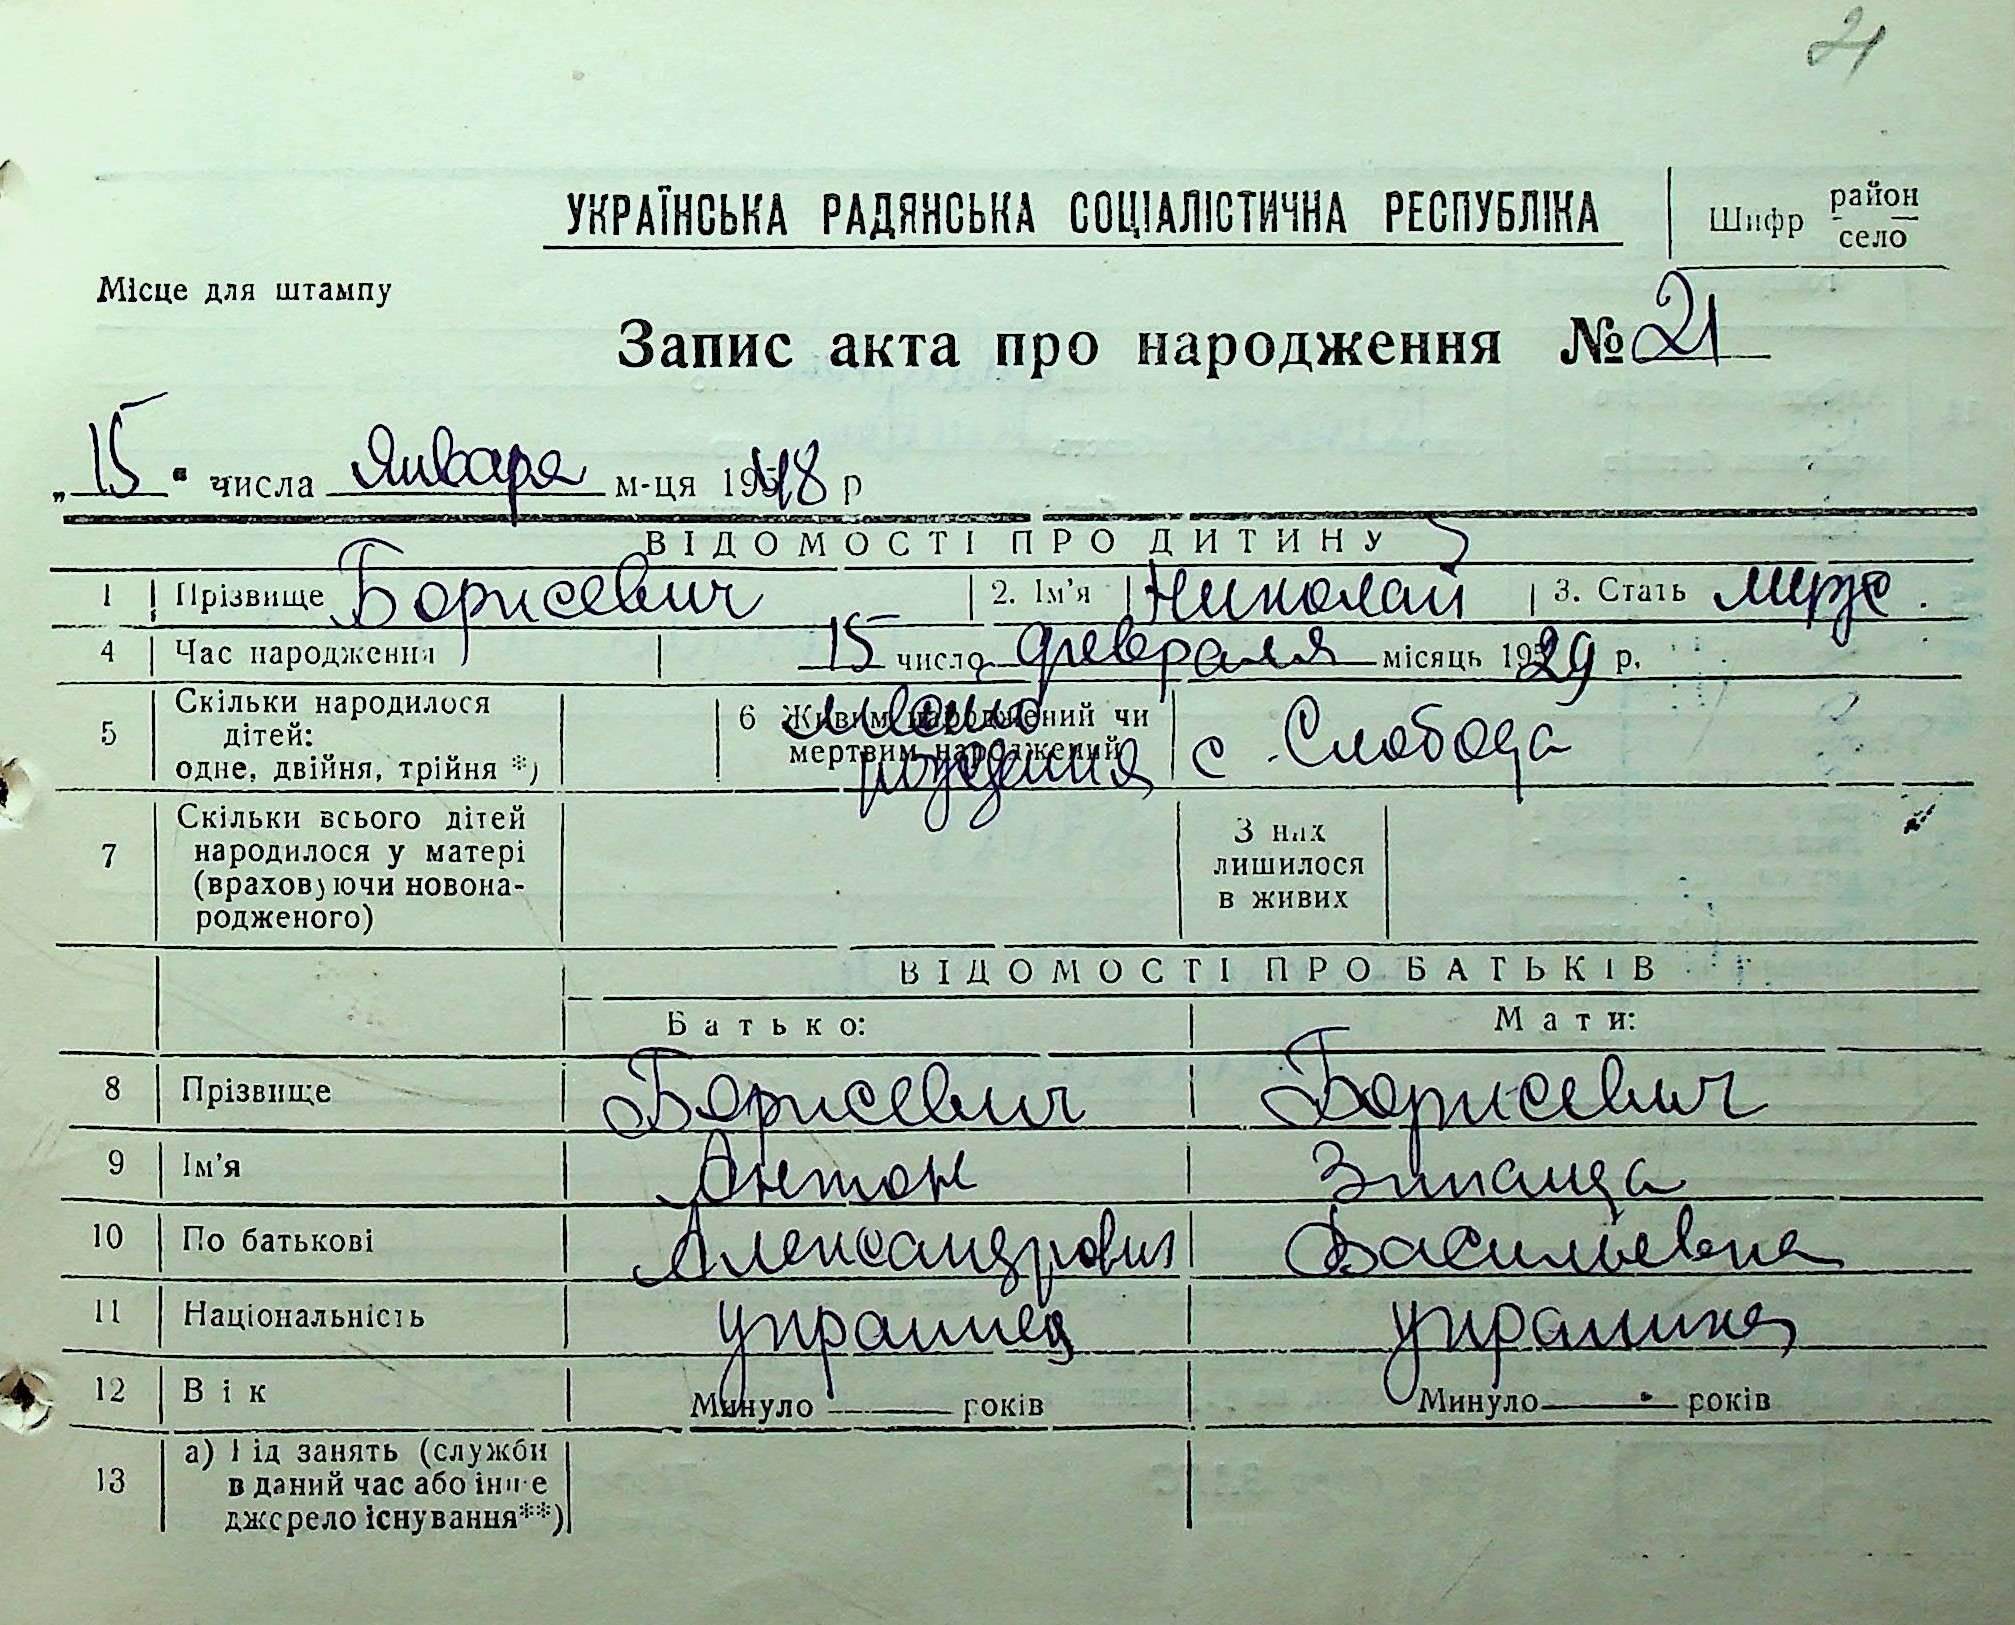 21
УКРАЇНСЬКА РАДЯНСЬКА СОЦІАЛІСТИЧНА РЕСПУБЛІКА
Шифр район
село
Місце для штампу
Запис акта про народження № 21
„15" числа января м-ця 1948 р
ВІДОМОСТІ ПРО ДИТИНУ
1 Прізвище Борисевич 2. Ім'я Николай 3. Стать муж.
4 Час народження 15 число февраля місяць 1929 р.
5 Скільки народилося дітей: одне, двійня, трійня *) 6 Живим народжений чи мертвим народжений место рождения с. Слобода
7 Скільки всього дітей народилося у матері (враховуючи новонародженого) З них лишилося в живих
ВІДОМОСТІ ПРО БАТЬКІВ
Батько: Мати:
8 Прізвище Борисевич Борисевич
9 Ім'я Антон Зинаида
10 По батькові Александрович Васильевна
11 Національність украинец украинка
12 Вік Минуло — років Минуло — років
13 а) Рід занять (служби
в даний час або інше
джерело існування**)